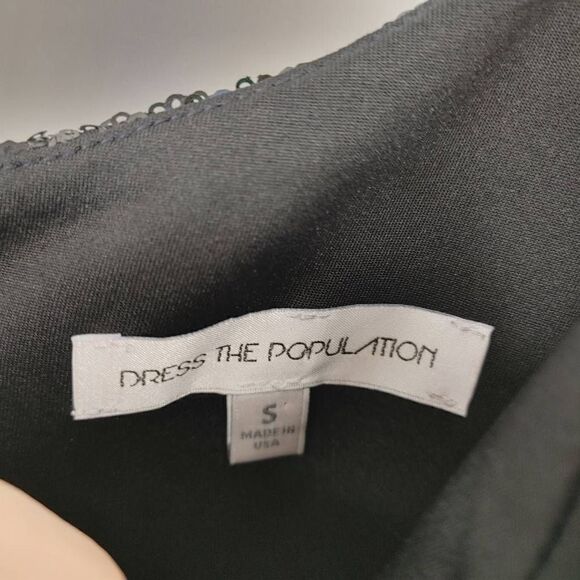 DRESS THE POPULATION
S
MADE IN
USA